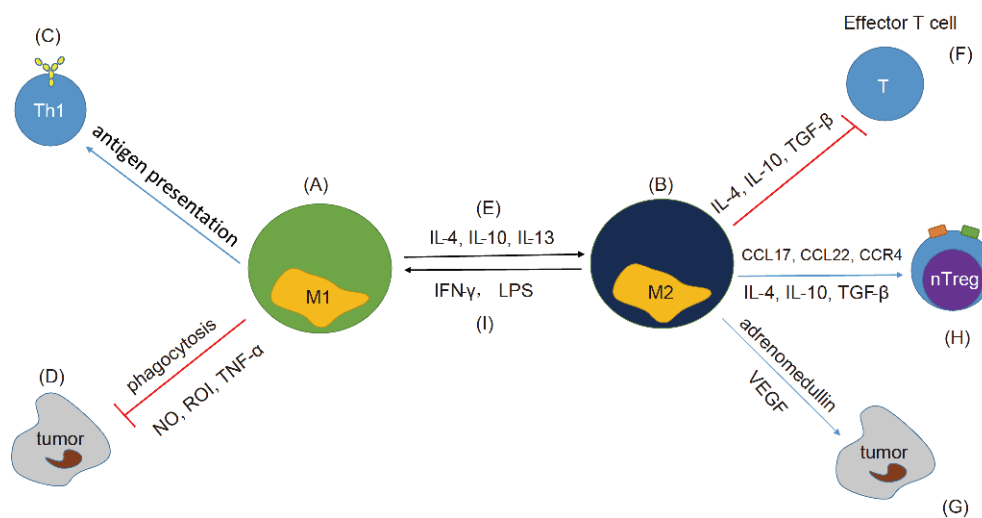 Effector T cell
(C)
(F)
Th1
T
antigen presentation
IL-4, IL-10, TGF-β
(A)
(B)
(E)
IL-4, IL-10, IL-13
IFN-γ, LPS
(I)
M1
M2
CCL17, CCL22, CCR4
IL-4, IL-10, TGF-β
nTreg
(H)
phagocytosis
NO, ROI, TNF-α
(D)
tumor
adrenomedullin
VEGF
tumor
(G)